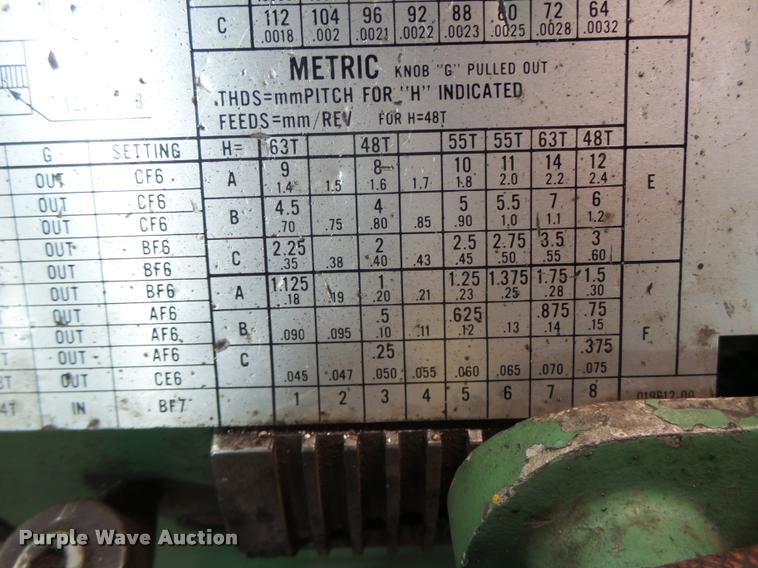 C 112 104 96 92 88 80 72 64
.0018 .002 .0021 .0022 .0023 .0025 .0028 .0032
METRIC KNOB "G" PULLED OUT
THDS=mmPITCH FOR "H" INDICATED
FEEDS=mm/REV FOR H=48T
G SETTING H= 63T 48T 55T 55T 63T 48T
OUT CF6 A 9 8 10 11 14 12 E
1.4 1.5 1.6 1.7 1.8 2.0 2.2 2.4
OUT CF6 B 4.5 4 5 5.5 7 6
OUT CF6 .70 .75 .80 .85 .90 1.0 1.1 1.2
OUT BF6 C 2.25 2 2.5 2.75 3.5 3
OUT BF6 .35 .38 .40 .43 .45 .50 .55 .60
OUT BF6 A 1.125 1 1.25 1.375 1.75 1.5 F
.18 .19 .20 .21 .23 .25 .28 .30
OUT AF6 B .5 .625 .875 .75
OUT AF6 .090 .095 .10 .11 .12 .13 .14 .15
OUT AF6 C .25 .375
OUT CE6 .045 .047 .050 .055 .060 .065 .070 .075
4T IN BF7 1 2 3 4 5 6 7 8
Purple Wave Auction